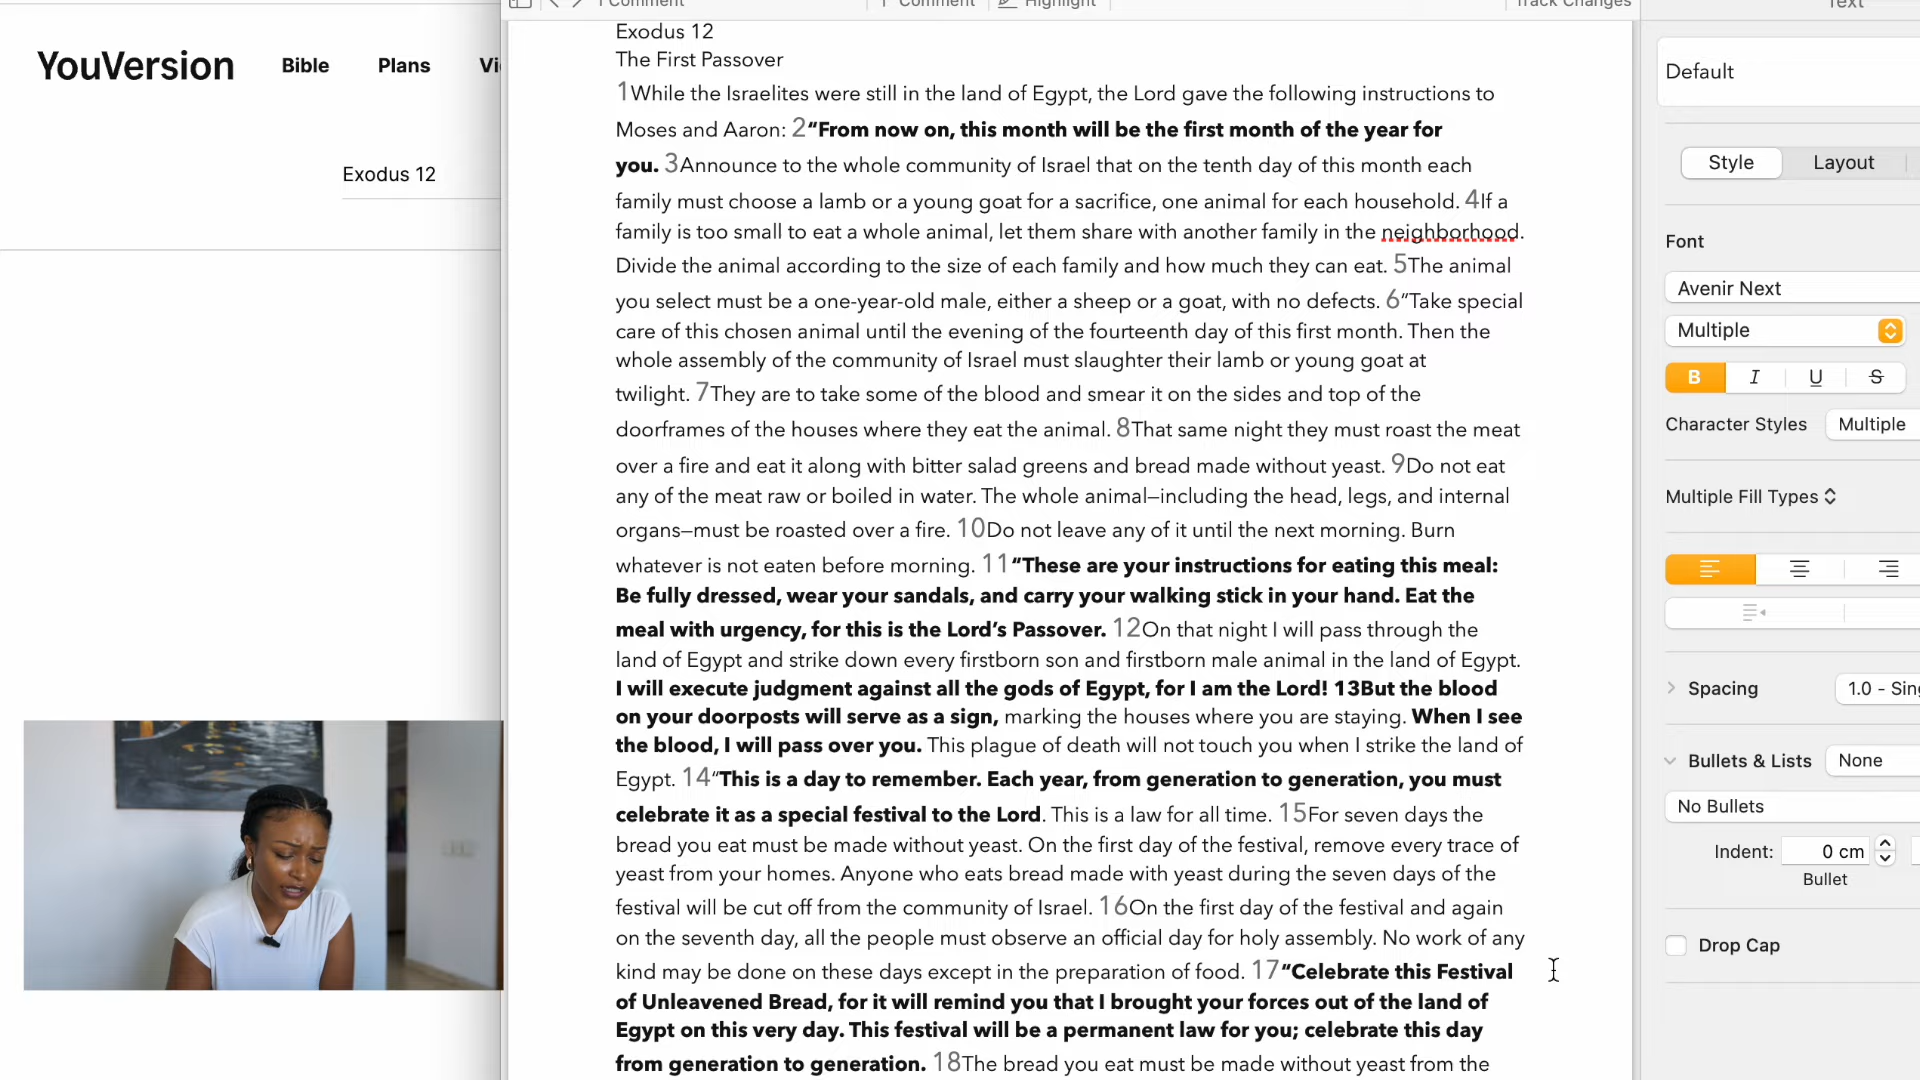 1 Comment
Comment
Highlight
Track Changes
Text
YouVersion
Bible
Plans
Exodus 12
Exodus 12
The First Passover
1While the Israelites were still in the land of Egypt, the Lord gave the following instructions to
Moses and Aaron: 2“From now on, this month will be the first month of the year for
you. 3Announce to the whole community of Israel that on the tenth day of this month each
family must choose a lamb or a young goat for a sacrifice, one animal for each household. 4If a
family is too small to eat a whole animal, let them share with another family in the neighborhood.
Divide the animal according to the size of each family and how much they can eat. 5The animal
you select must be a one-year-old male, either a sheep or a goat, with no defects. 6“Take special
care of this chosen animal until the evening of the fourteenth day of this first month. Then the
whole assembly of the community of Israel must slaughter their lamb or young goat at
twilight. 7They are to take some of the blood and smear it on the sides and top of the
doorframes of the houses where they eat the animal. 8That same night they must roast the meat
over a fire and eat it along with bitter salad greens and bread made without yeast. 9Do not eat
any of the meat raw or boiled in water. The whole animal—including the head, legs, and internal
organs—must be roasted over a fire. 10Do not leave any of it until the next morning. Burn
whatever is not eaten before morning. 11“These are your instructions for eating this meal:
Be fully dressed, wear your sandals, and carry your walking stick in your hand. Eat the
meal with urgency, for this is the Lord’s Passover. 12On that night I will pass through the
land of Egypt and strike down every firstborn son and firstborn male animal in the land of Egypt.
I will execute judgment against all the gods of Egypt, for I am the Lord! 13But the blood
on your doorposts will serve as a sign, marking the houses where you are staying. When I see
the blood, I will pass over you. This plague of death will not touch you when I strike the land of
Egypt. 14“This is a day to remember. Each year, from generation to generation, you must
celebrate it as a special festival to the Lord. This is a law for all time. 15For seven days the
bread you eat must be made without yeast. On the first day of the festival, remove every trace of
yeast from your homes. Anyone who eats bread made with yeast during the seven days of the
festival will be cut off from the community of Israel. 16On the first day of the festival and again
on the seventh day, all the people must observe an official day for holy assembly. No work of any
kind may be done on these days except in the preparation of food. 17“Celebrate this Festival
of Unleavened Bread, for it will remind you that I brought your forces out of the land of
Egypt on this very day. This festival will be a permanent law for you; celebrate this day
from generation to generation. 18The bread you eat must be made without yeast from the
Default
Style
Layout
Font
Avenir Next
Multiple
B I U S
Character Styles
Multiple
Multiple Fill Types
Spacing
1.0 -
Bullets & Lists
None
No Bullets
Indent:
0 cm
Bullet
Drop Cap